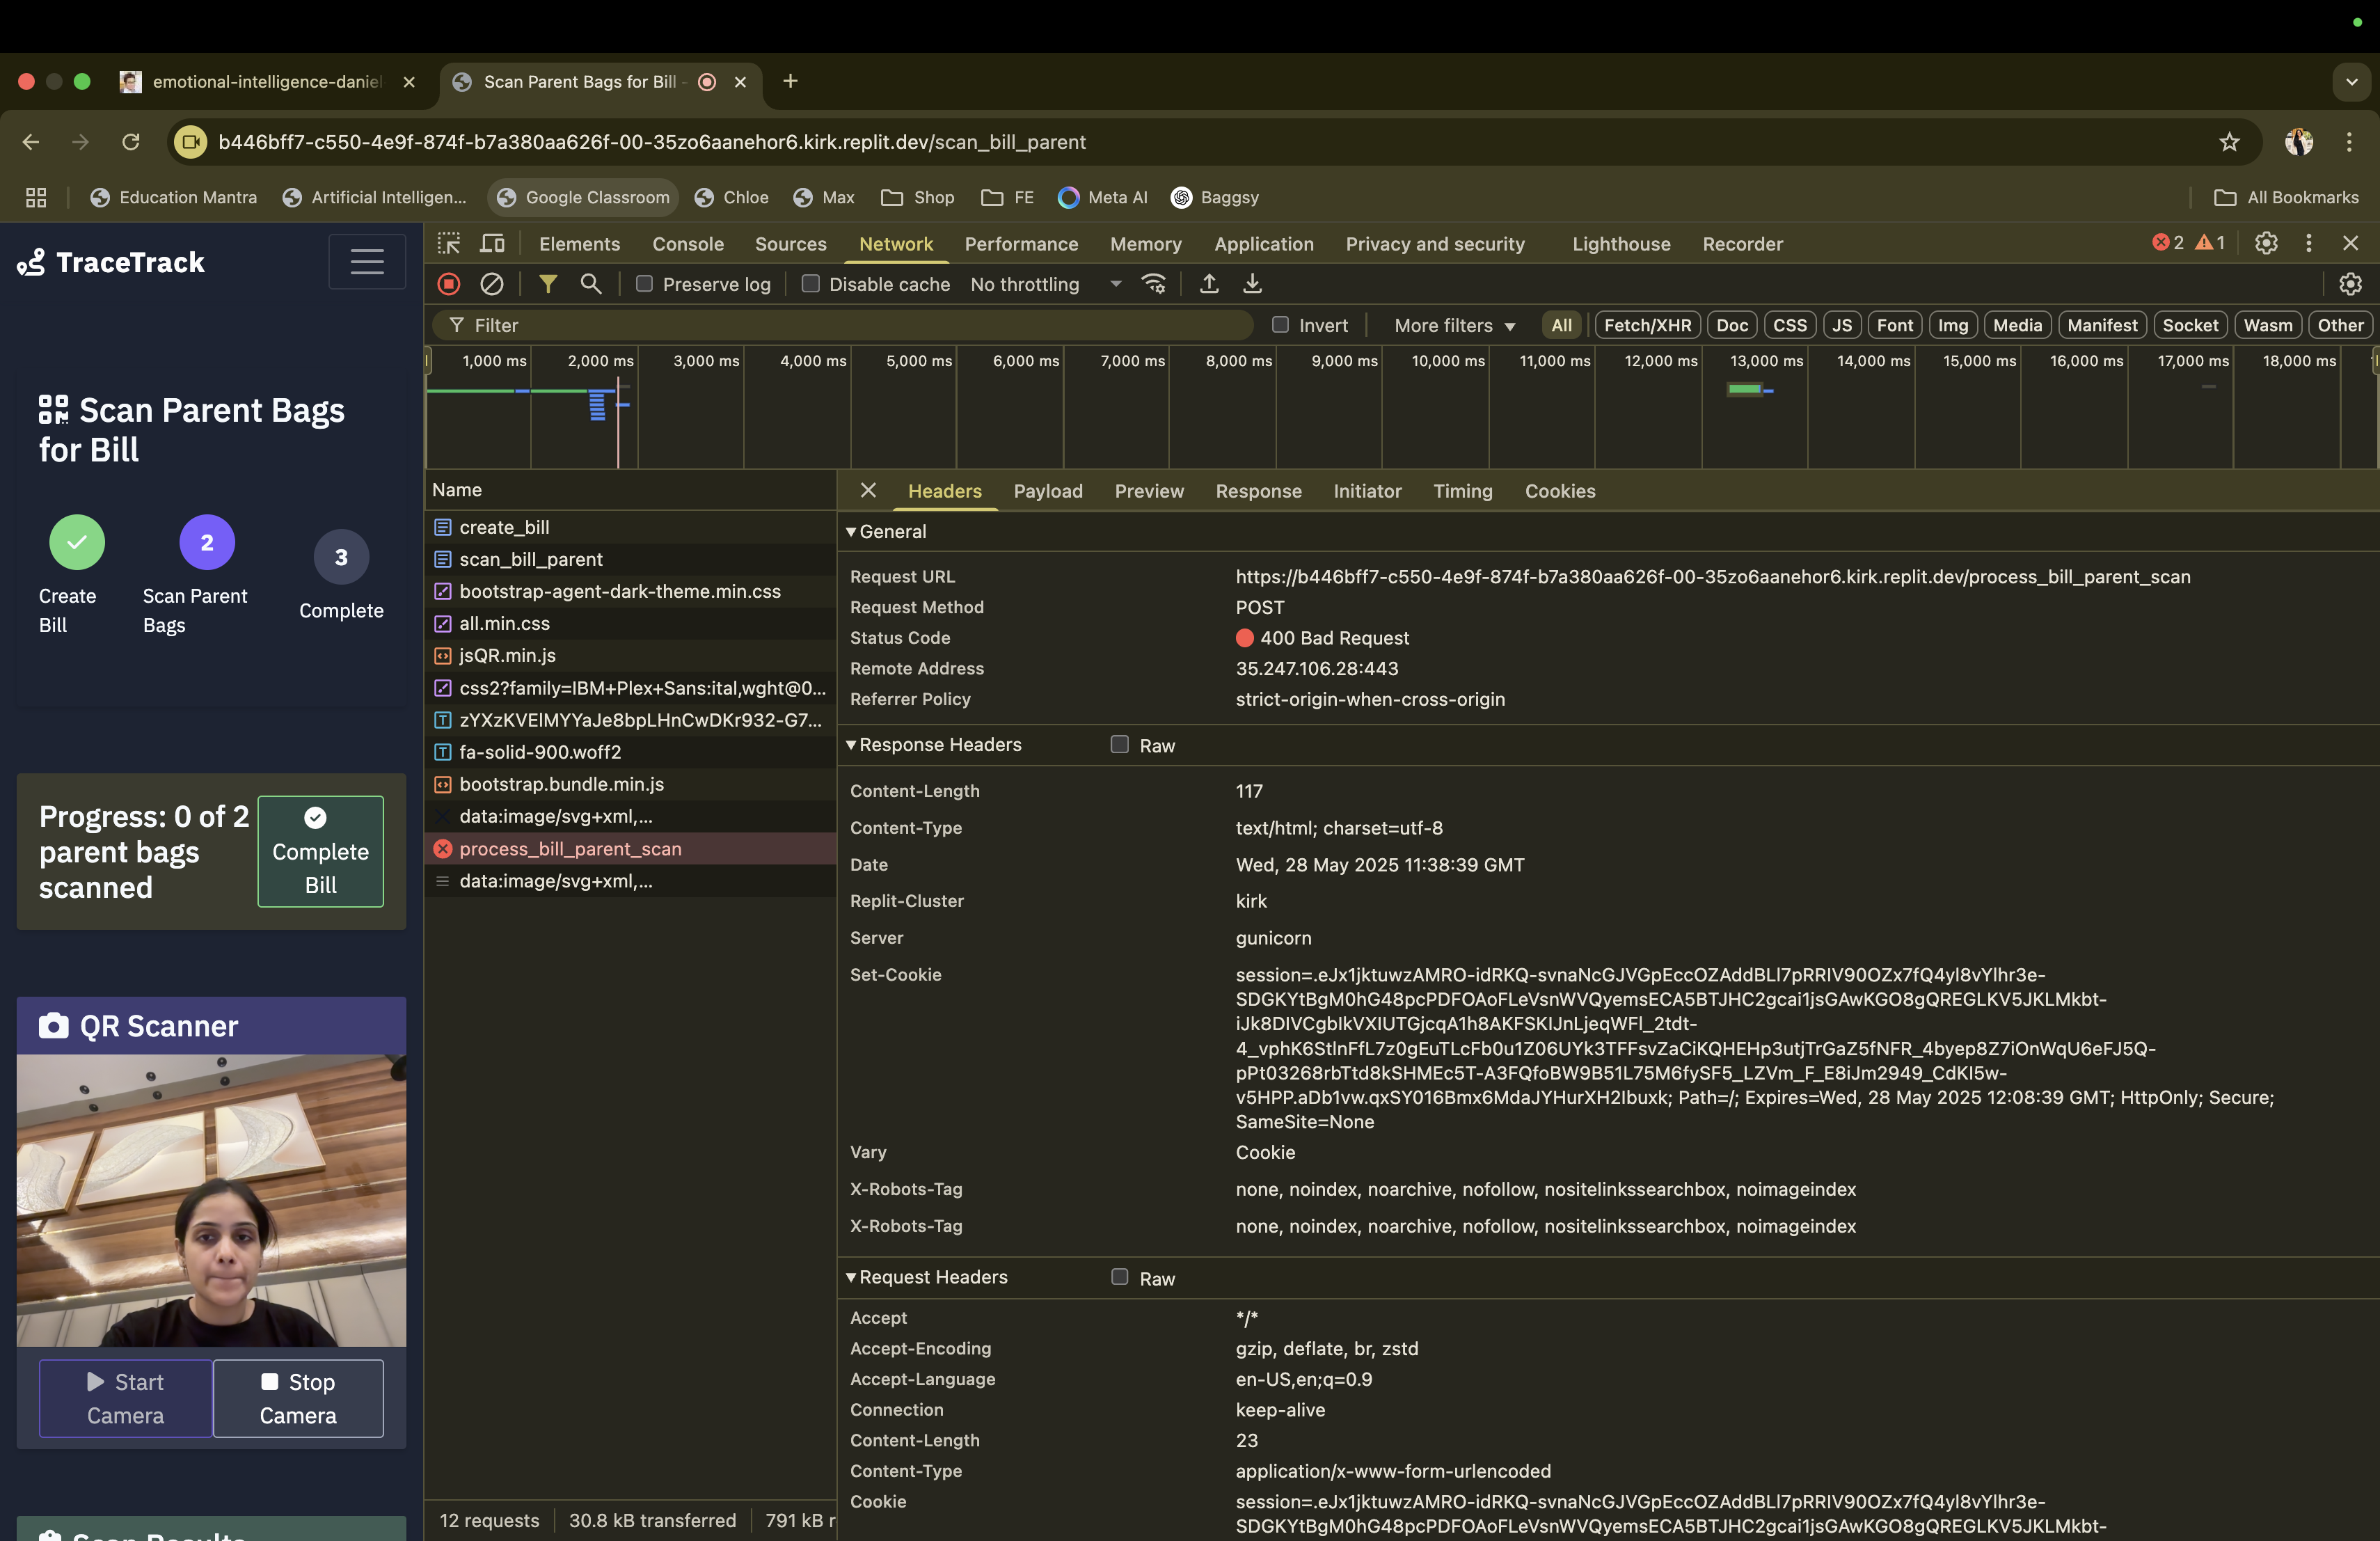 emotional-intelligence-daniel
Scan Parent Bags for Bill -
b446bff7-c550-4e9f-874f-b7a380aa626f-00-35zo6aanehor6.kirk.replit.dev/scan_bill_parent
Education Mantra
Artificial Intelligen...
Google Classroom
Chloe
Max
Shop
FE
Meta AI
Baggsy
All Bookmarks
TraceTrack
Scan Parent Bags
for Bill
2
3
Create
Bill
Scan Parent
Bags
Complete
Progress: 0 of 2
parent bags
scanned
Complete
Bill
QR Scanner
Start
Camera
Stop
Camera
Elements Console Sources Network Performance Memory Application Privacy and security Lighthouse Recorder 2 1
Preserve log Disable cache No throttling
Filter Invert More filters All Fetch/XHR Doc CSS JS Font Img Media Manifest Socket Wasm Other
1,000 ms 2,000 ms 3,000 ms 4,000 ms 5,000 ms 6,000 ms 7,000 ms 8,000 ms 9,000 ms 10,000 ms 11,000 ms 12,000 ms 13,000 ms 14,000 ms 15,000 ms 16,000 ms 17,000 ms 18,000 ms
Name
create_bill
scan_bill_parent
bootstrap-agent-dark-theme.min.css
all.min.css
jsQR.min.js
css2?family=IBM+Plex+Sans:ital,wght@0...
zYXzKVElMYYaJe8bpLHnCwDKr932-G7...
fa-solid-900.woff2
bootstrap.bundle.min.js
data:image/svg+xml,...
process_bill_parent_scan
data:image/svg+xml,...
12 requests 30.8 kB transferred 791 kB r
Headers Payload Preview Response Initiator Timing Cookies
General
Request URL https://b446bff7-c550-4e9f-874f-b7a380aa626f-00-35zo6aanehor6.kirk.replit.dev/process_bill_parent_scan
Request Method POST
Status Code 400 Bad Request
Remote Address 35.247.106.28:443
Referrer Policy strict-origin-when-cross-origin
Response Headers Raw
Content-Length 117
Content-Type text/html; charset=utf-8
Date Wed, 28 May 2025 11:38:39 GMT
Replit-Cluster kirk
Server gunicorn
Set-Cookie session=.eJx1jktuwzAMRO-idRKQ-svnaNcGJVGpEccOZAddBLl7pRRIV90OZx7fQ4yl8vYlhr3e-
SDGKYtBgM0hG48pcPDFOAoFLeVsnWVQyemsECA5BTJHC2gcai1jsGAwKGO8gQREGLKV5JKLMkbt-
iJk8DIVCgbIkVXIUTGjcqA1h8AKFSKIJnLjeqWFl_2tdt-
4_vphK6StlnFfL7z0gEuTLcFb0u1Z06UYk3TFFsvZaCiKQHEHp3utjTrGaZ5fNFR_4byep8Z7iOnWqU6eFJ5Q-
pPt03268rbTtd8kSHMEc5T-A3FQfoBW9B51L75M6fySF5_LZVm_F_E8iJm2949_CdKl5w-
v5HPP.aDb1vw.qxSY016Bmx6MdaJYHurXH2Ibuxk; Path=/; Expires=Wed, 28 May 2025 12:08:39 GMT; HttpOnly; Secure;
SameSite=None
Vary Cookie
X-Robots-Tag none, noindex, noarchive, nofollow, nositelinkssearchbox, noimageindex
X-Robots-Tag none, noindex, noarchive, nofollow, nositelinkssearchbox, noimageindex
Request Headers Raw
Accept */*
Accept-Encoding gzip, deflate, br, zstd
Accept-Language en-US,en;q=0.9
Connection keep-alive
Content-Length 23
Content-Type application/x-www-form-urlencoded
Cookie session=.eJx1jktuwzAMRO-idRKQ-svnaNcGJVGpEccOZAddBLl7pRRIV90OZx7fQ4yl8vYlhr3e-
SDGKYtBgM0hG48pcPDFOAoFLeVsnWVQyemsECA5BTJHC2gcai1jsGAwKGO8gQREGLKV5JKLMkbt-